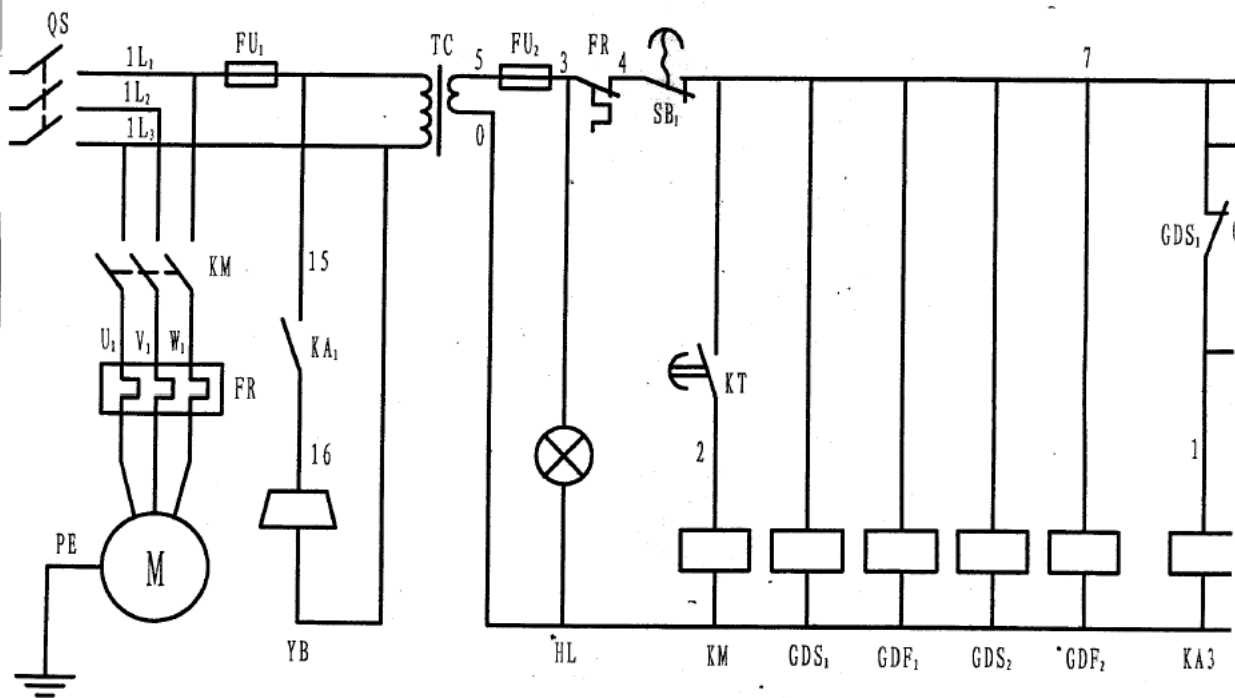 QS
1L₁ FU₁ TC 5 FU₂ 3 FR 4 7
1L₂
1L₃ 0 SB₁
KM 15 GDS₁
U₁ V₁ W₁ KA₁
FR KT
16 2 1
PE M
YB HL KM GDS₁ GDF₁ GDS₂ GDF₂ KA3